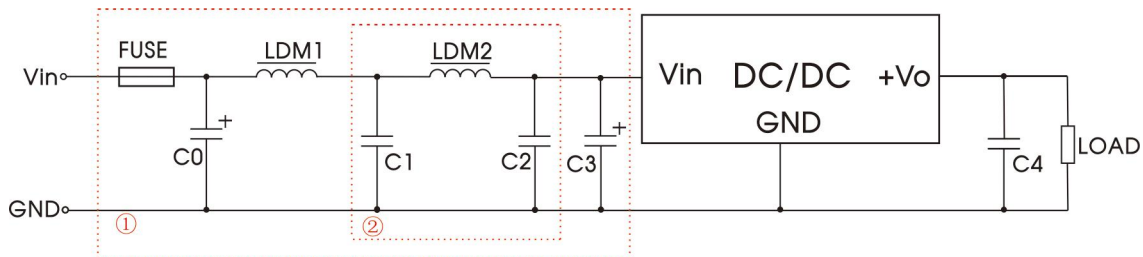 FUSE
LDM1
LDM2
Vin
Vin DC/DC +Vo
GND
C0
+
C1
C2
C3
+
C4
LOAD
GND
①
②